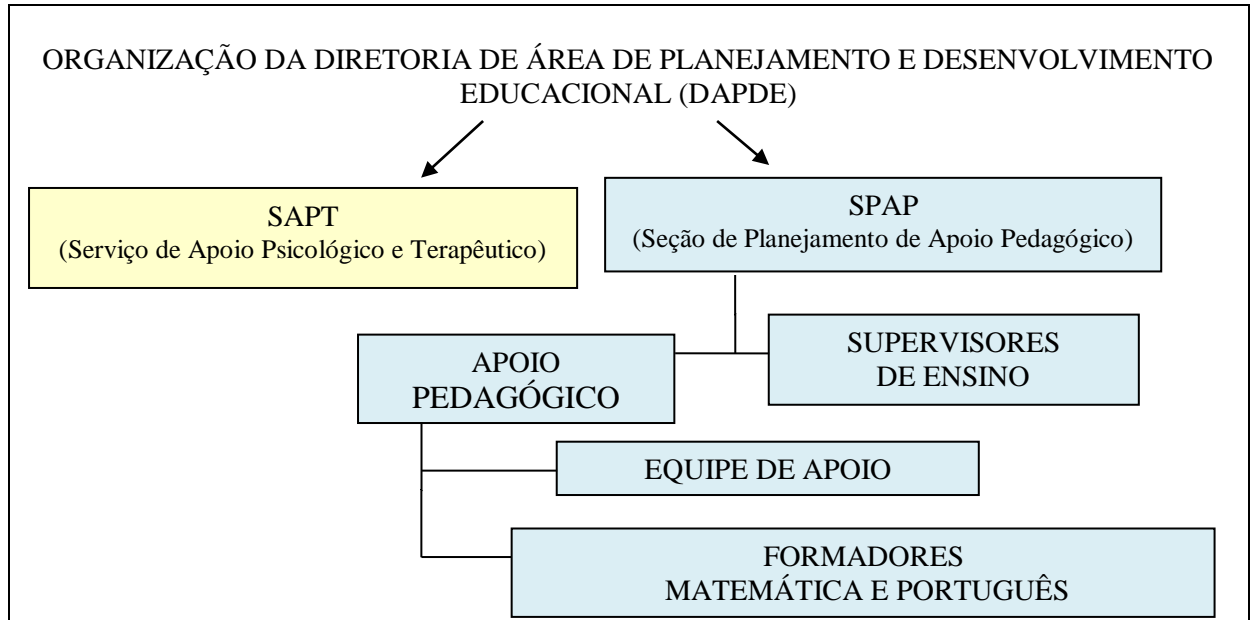 ORGANIZAÇÃO DA DIRETORIA DE ÁREA DE PLANEJAMENTO E DESENVOLVIMENTO
EDUCACIONAL (DAPDE)
SAPT
(Serviço de Apoio Psicológico e Terapêutico)
SPAP
(Seção de Planejamento de Apoio Pedagógico)
APOIO
PEDAGÓGICO
SUPERVISORES
DE ENSINO
EQUIPE DE APOIO
FORMADORES
MATEMÁTICA E PORTUGUÊS